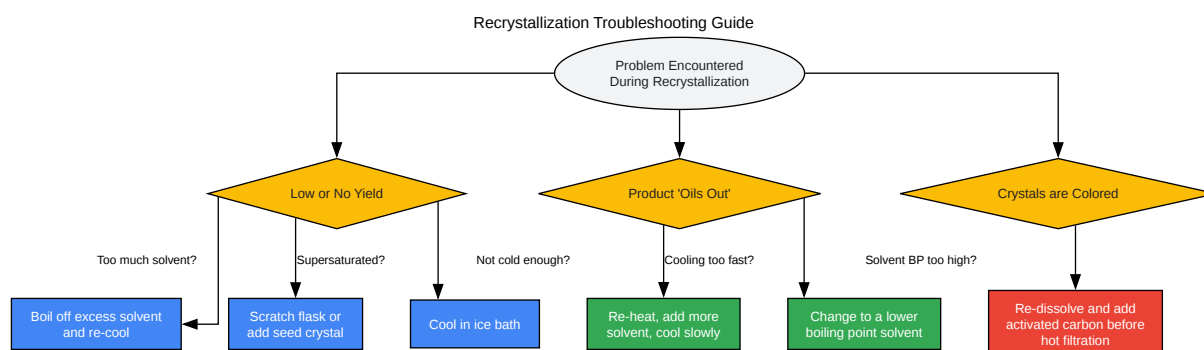 Recrystallization Troubleshooting Guide
Problem Encountered
During Recrystallization
Low or No Yield
Product 'Oils Out'
Crystals are Colored
Too much solvent?
Supersaturated?
Not cold enough?
Cooling too fast?
Solvent BP too high?
Boil off excess solvent
and re-cool
Scratch flask or
add seed crystal
Cool in ice bath
Re-heat, add more
solvent, cool slowly
Change to a lower
boiling point solvent
Re-dissolve and add
activated carbon before
hot filtration